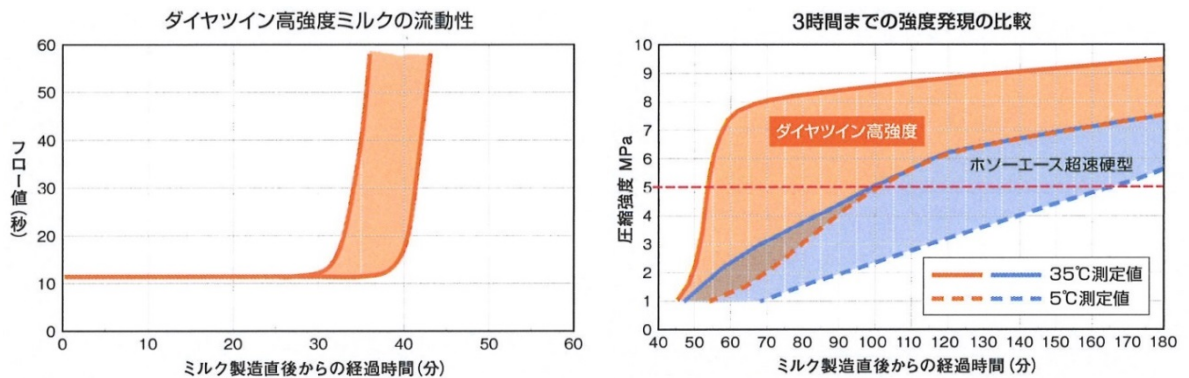 ダイヤツイン高強度ミルクの流動性
フロー値(秒)
60
50
40
30
20
10
0
0 10 20 30 40 50 60
ミルク製造直後からの経過時間(分)
3時間までの強度発現の比較
圧縮強度 MPa
10
9
8
7
6
5
4
3
2
1
0
ダイヤツイン高強度
ホソーエース超速硬型
35℃測定値
5℃測定値
40 50 60 70 80 90 100 110 120 130 140 150 160 170 180
ミルク製造直後からの経過時間(分)